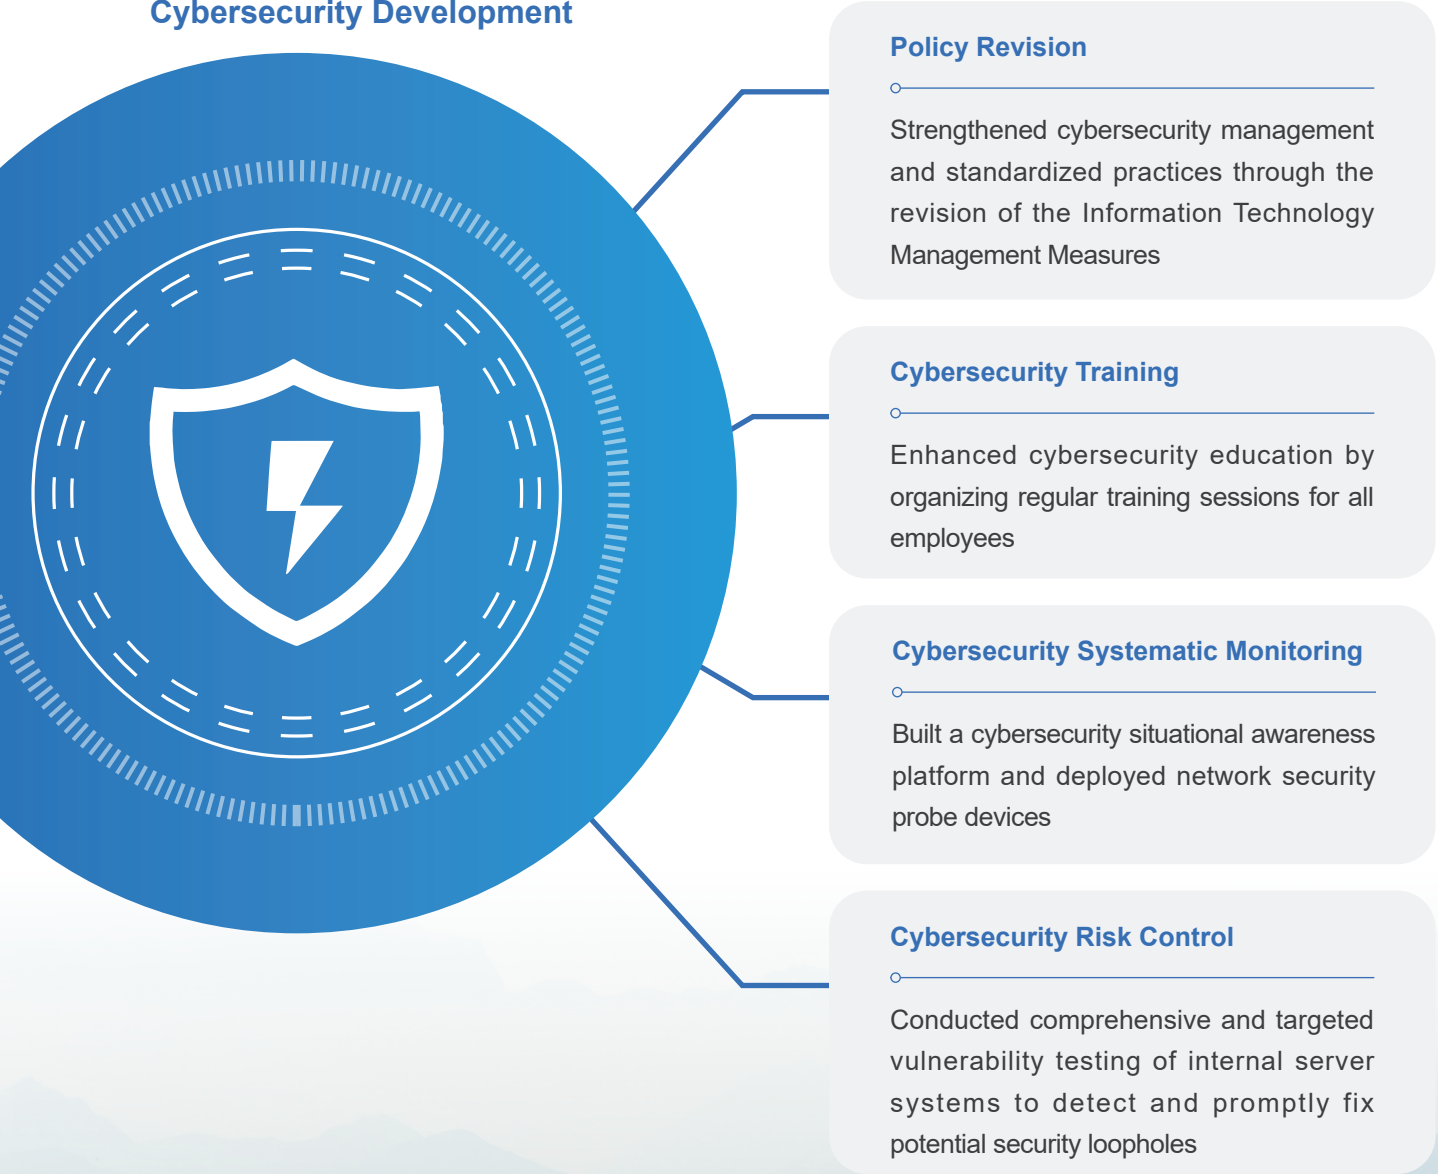 Cybersecurity Development
Policy Revision
Strengthened cybersecurity management
and standardized practices through the
revision of the Information Technology
Management Measures
Cybersecurity Training
Enhanced cybersecurity education by
organizing regular training sessions for all
employees
Cybersecurity Systematic Monitoring
Built a cybersecurity situational awareness
platform and deployed network security
probe devices
Cybersecurity Risk Control
Conducted comprehensive and targeted
vulnerability testing of internal server
systems to detect and promptly fix
potential security loopholes